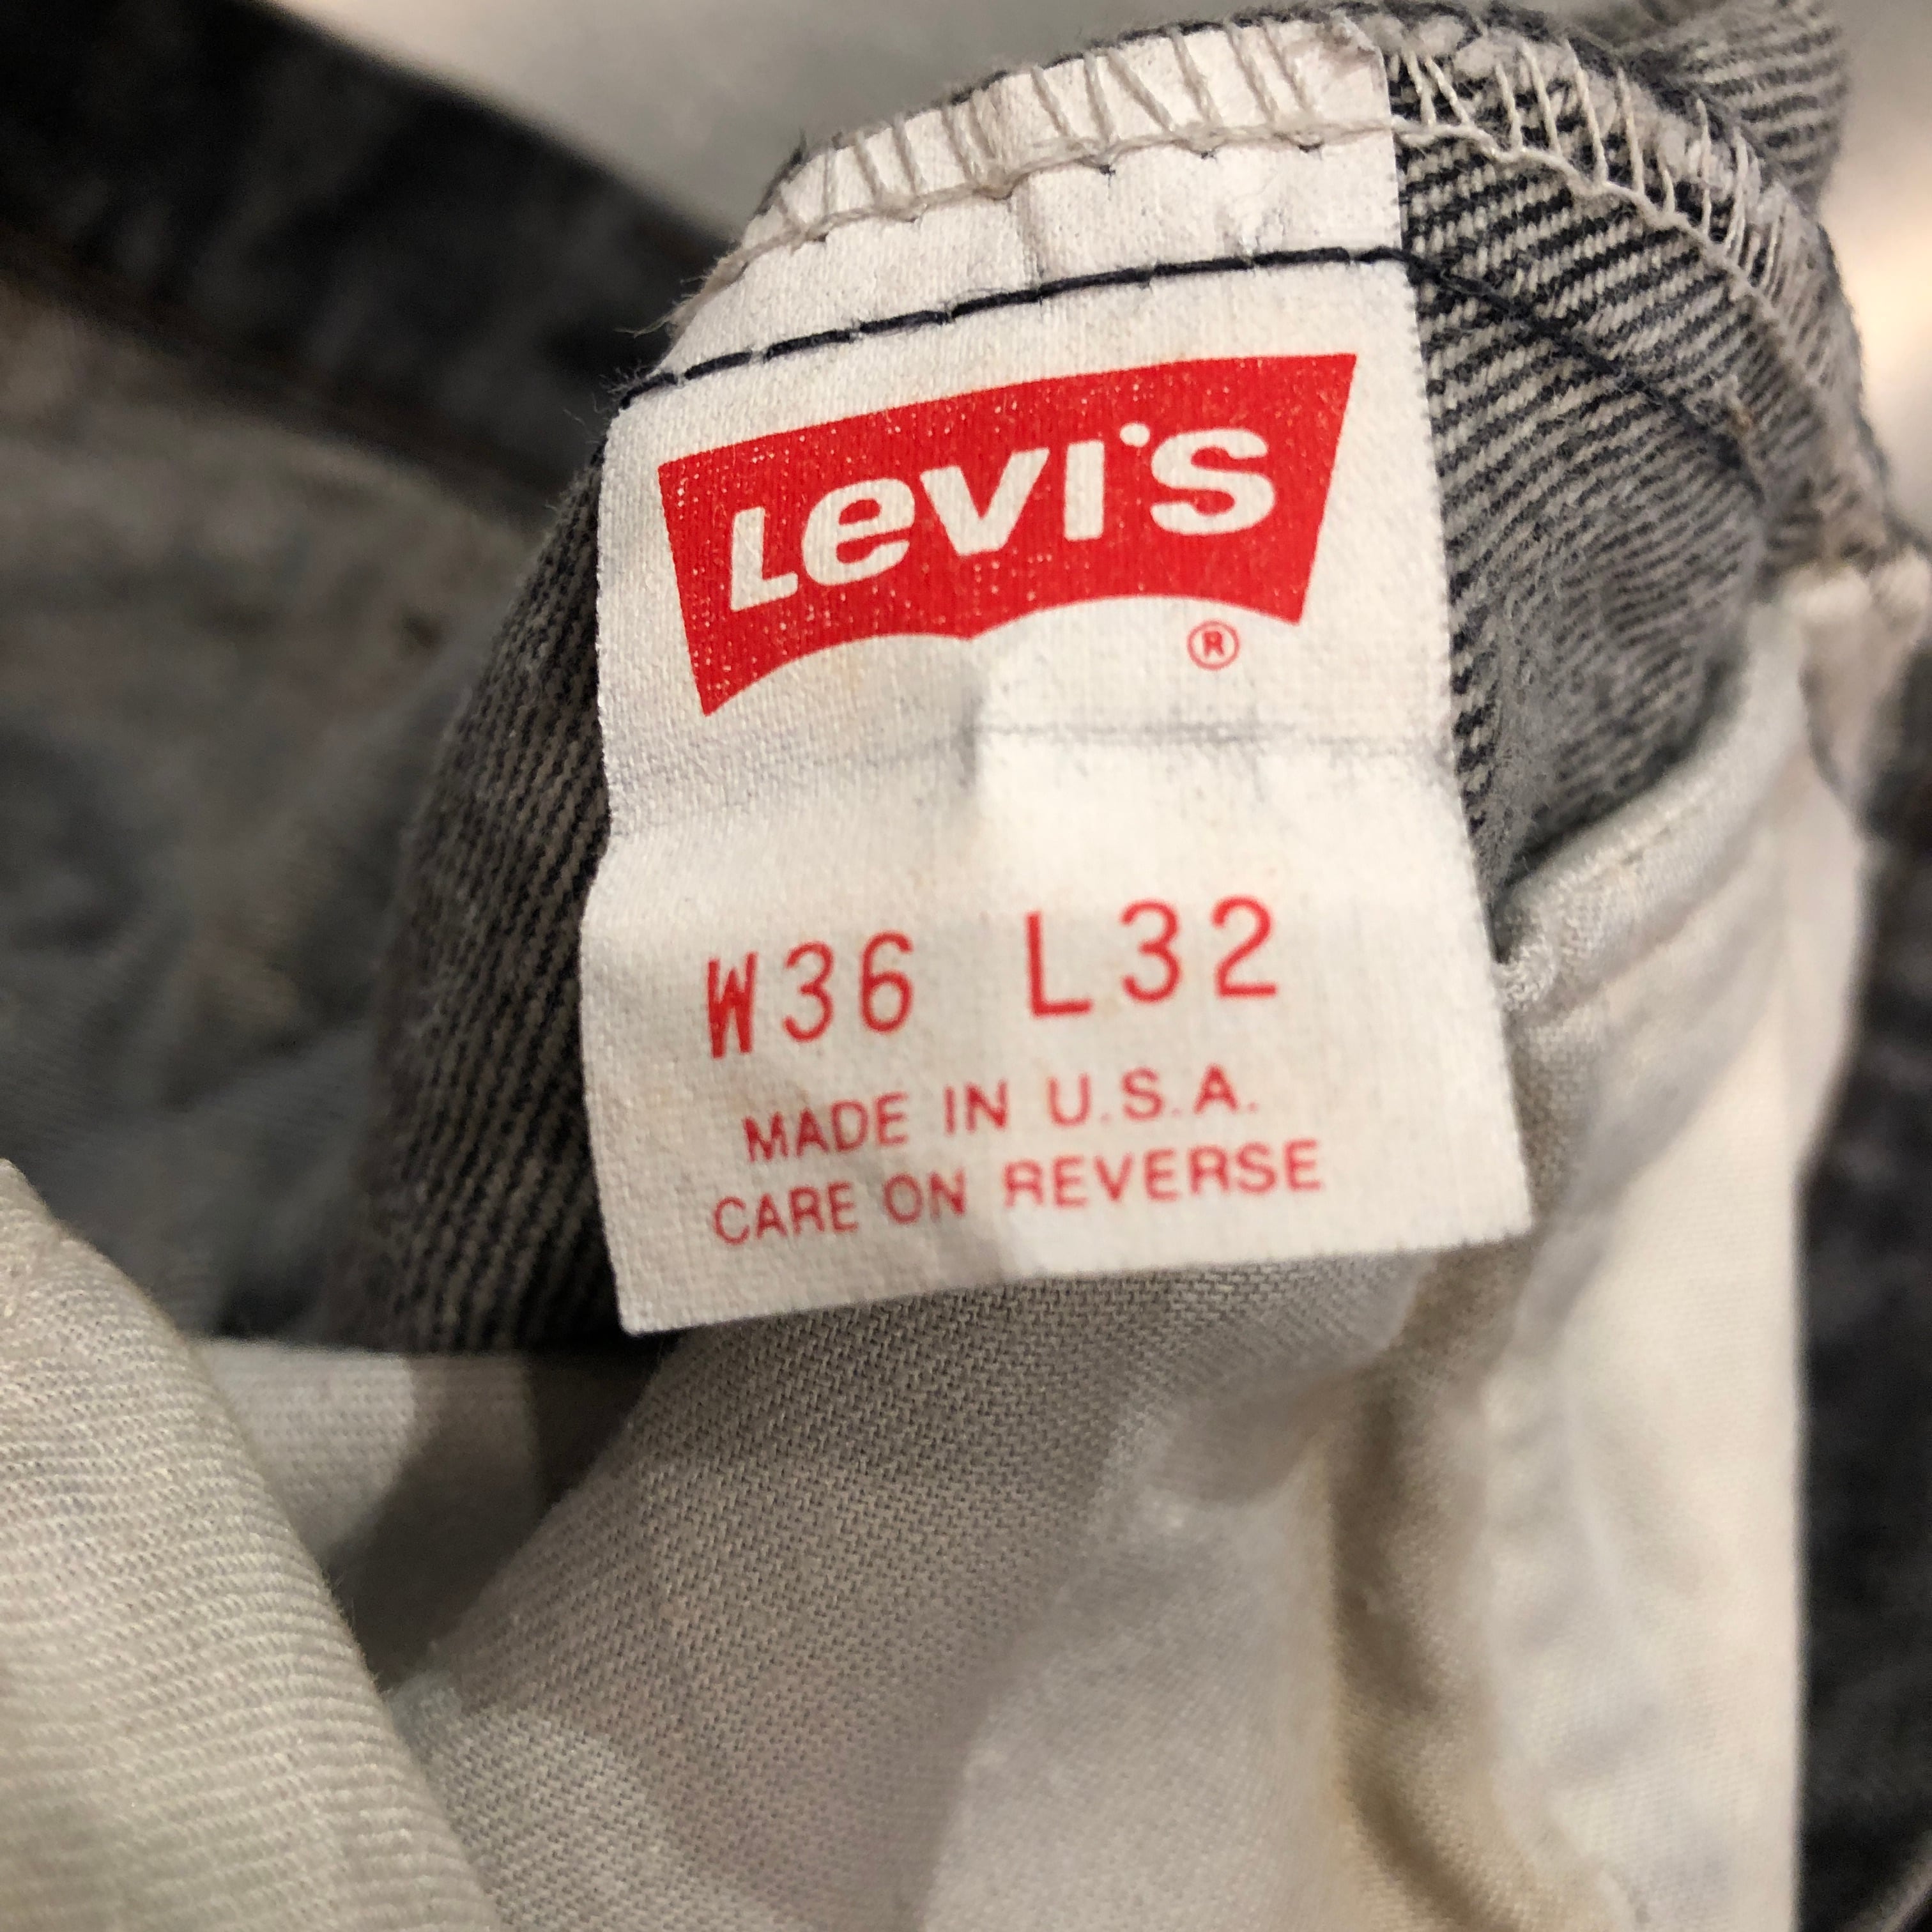 Levi's
®
W36 L32
MADE IN U.S.A.
CARE ON REVERSE